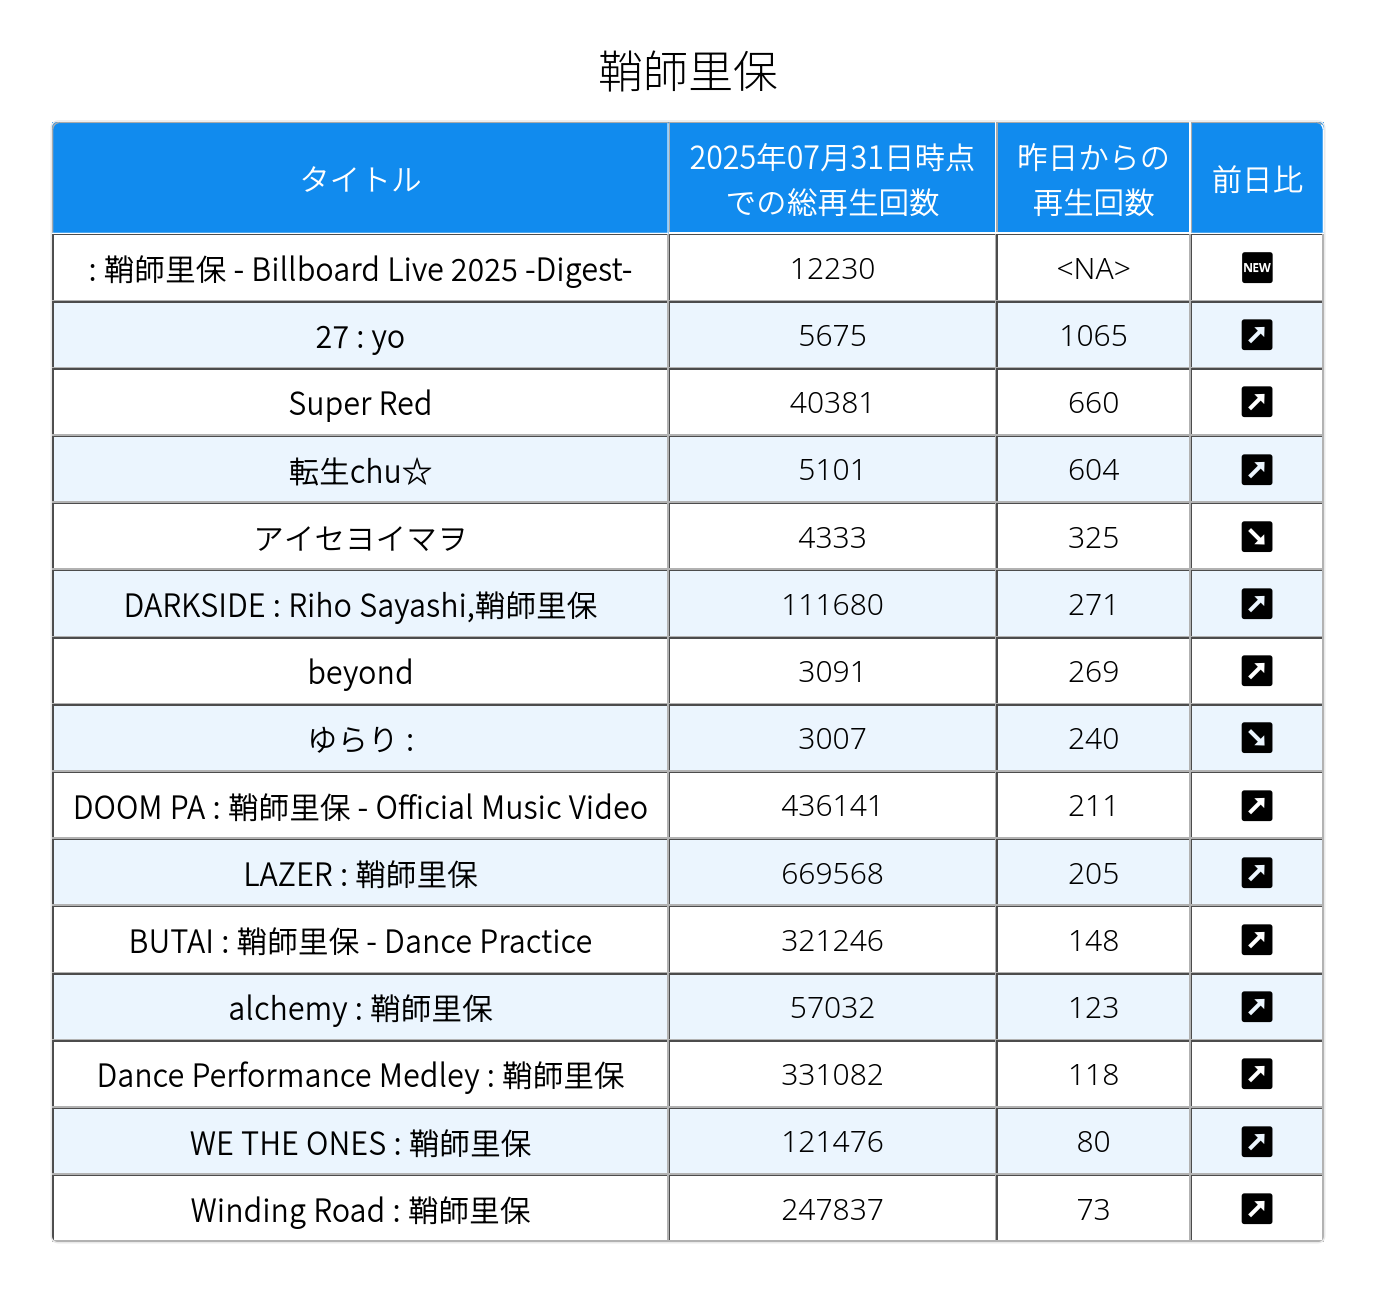 鞘師里保
タイトル
2025年07月31日時点
での総再生回数
昨日からの
再生回数
前日比
: 鞘師里保 - Billboard Live 2025 -Digest- 12230 <NA> NEW
27 : yo 5675 1065
Super Red 40381 660
転生chu☆ 5101 604
アイセヨイマヲ 4333 325
DARKSIDE : Riho Sayashi,鞘師里保 111680 271
beyond 3091 269
ゆらり : 3007 240
DOOM PA : 鞘師里保 - Official Music Video 436141 211
LAZER : 鞘師里保 669568 205
BUTAI : 鞘師里保 - Dance Practice 321246 148
alchemy : 鞘師里保 57032 123
Dance Performance Medley : 鞘師里保 331082 118
WE THE ONES : 鞘師里保 121476 80
Winding Road : 鞘師里保 247837 73